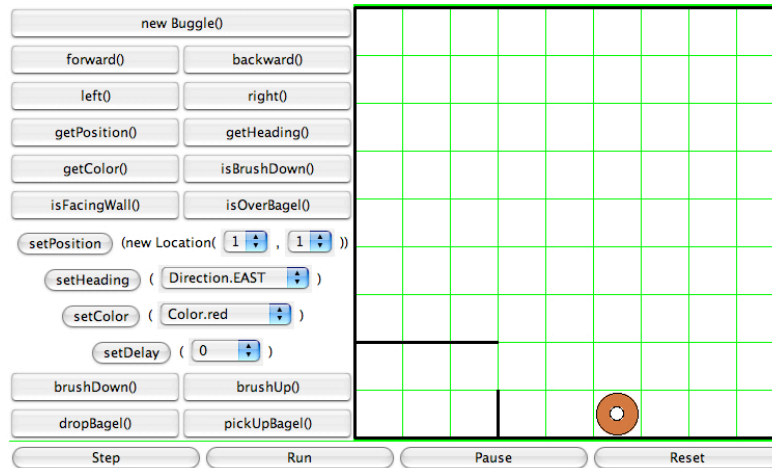 new Buggle()
forward() backward()
left() right()
getPosition() getHeading()
getColor() isBrushDown()
isFacingWall() isOverBagel()
setPosition (new Location( 1 , 1 ))
setHeading ( Direction.EAST )
setColor ( Color.red )
setDelay ( 0 )
brushDown() brushUp()
dropBagel() pickUpBagel()
Step Run Pause Reset